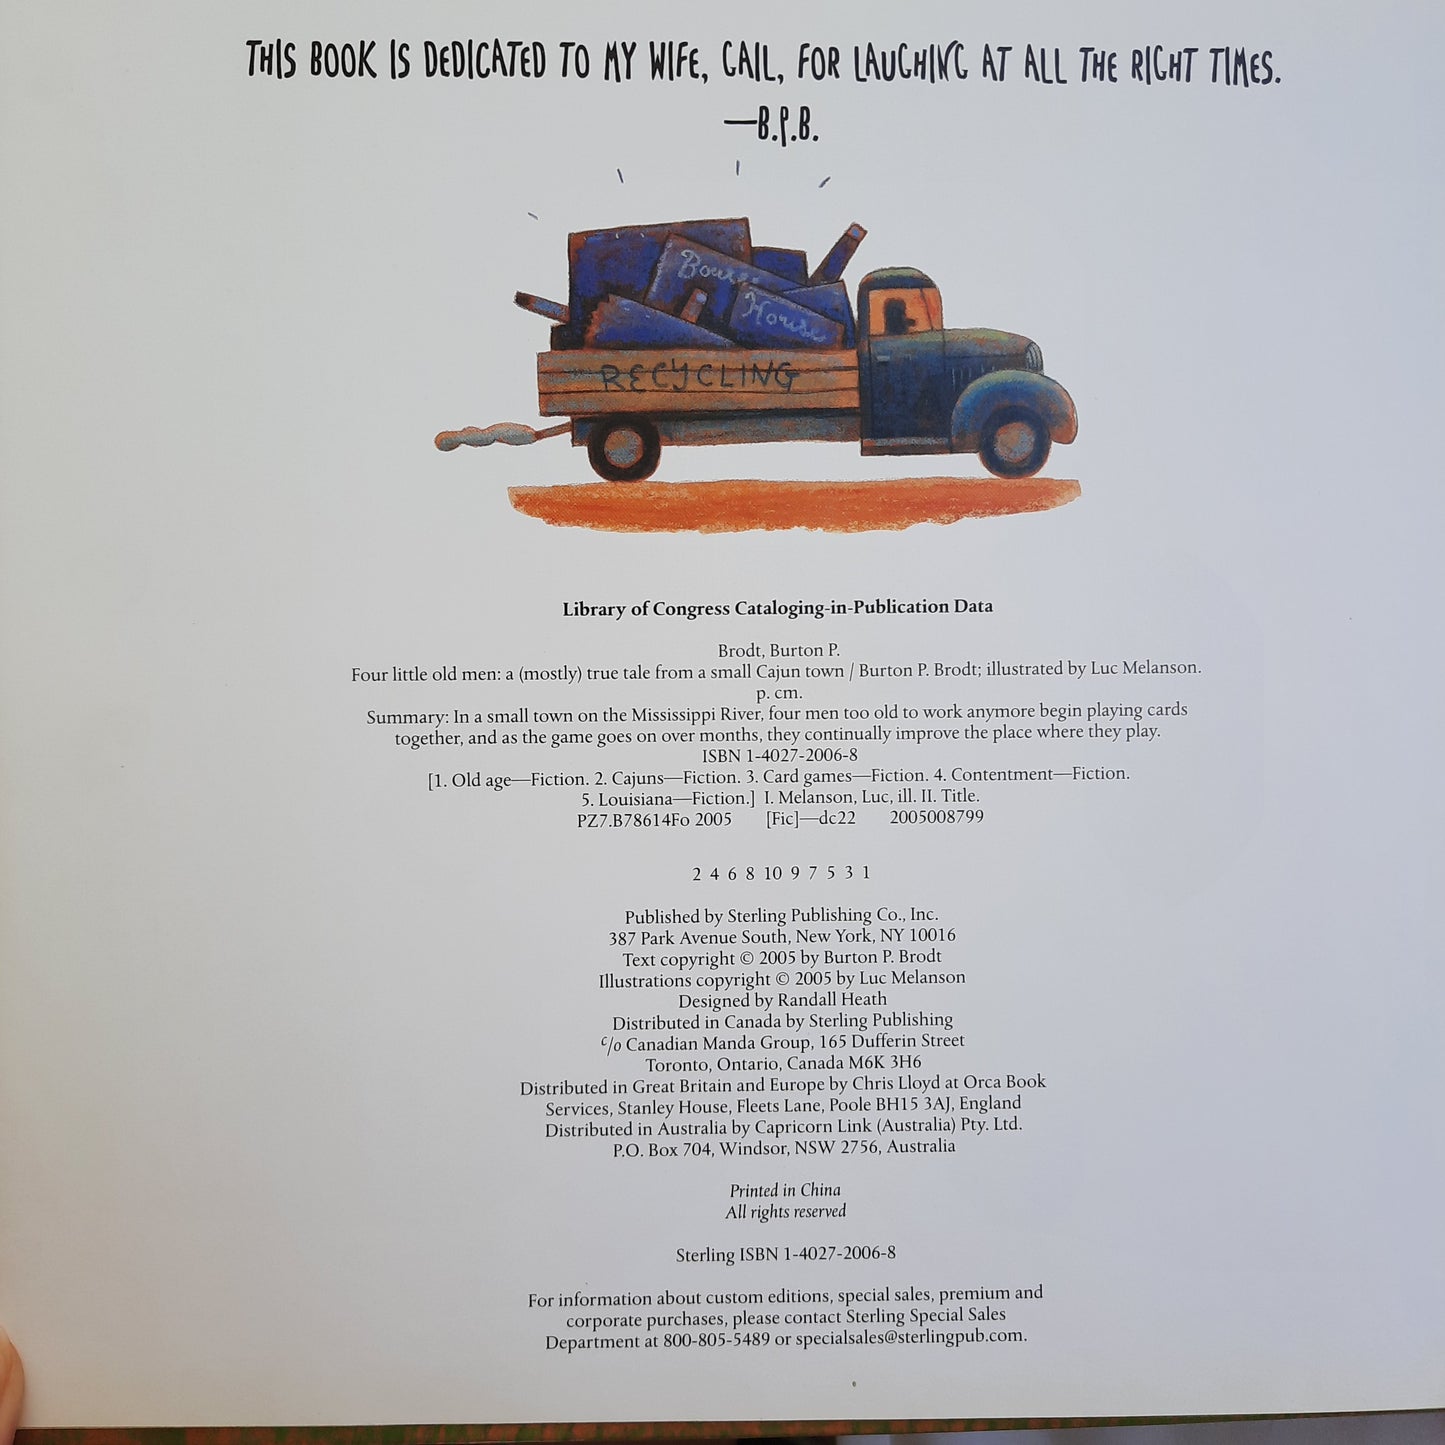 THIS BOOK IS DEDICATED TO MY WIFE, GAIL, FOR LAUGHING AT ALL THE RIGHT TIMES.
—B.P.B.
Bourré
House
RECYCLING
Library of Congress Cataloging-in-Publication Data
Brodt, Burton P.
Four little old men: a (mostly) true tale from a small Cajun town / Burton P. Brodt; illustrated by Luc Melanson.
p. cm.
Summary: In a small town on the Mississippi River, four men too old to work anymore begin playing cards
together, and as the game goes on over months, they continually improve the place where they play.
ISBN 1-4027-2006-8
[1. Old age—Fiction. 2. Cajuns—Fiction. 3. Card games—Fiction. 4. Contentment—Fiction.
5. Louisiana—Fiction.] I. Melanson, Luc, ill. II. Title.
PZ7.B78614Fo 2005 [Fic]—dc22 2005008799
2 4 6 8 10 9 7 5 3 1
Published by Sterling Publishing Co., Inc.
387 Park Avenue South, New York, NY 10016
Text copyright © 2005 by Burton P. Brodt
Illustrations copyright © 2005 by Luc Melanson
Designed by Randall Heath
Distributed in Canada by Sterling Publishing
c/o Canadian Manda Group, 165 Dufferin Street
Toronto, Ontario, Canada M6K 3H6
Distributed in Great Britain and Europe by Chris Lloyd at Orca Book
Services, Stanley House, Fleets Lane, Poole BH15 3AJ, England
Distributed in Australia by Capricorn Link (Australia) Pty. Ltd.
P.O. Box 704, Windsor, NSW 2756, Australia
Printed in China
All rights reserved
Sterling ISBN 1-4027-2006-8
For information about custom editions, special sales, premium and
corporate purchases, please contact Sterling Special Sales
Department at 800-805-5489 or specialsales@sterlingpub.com.